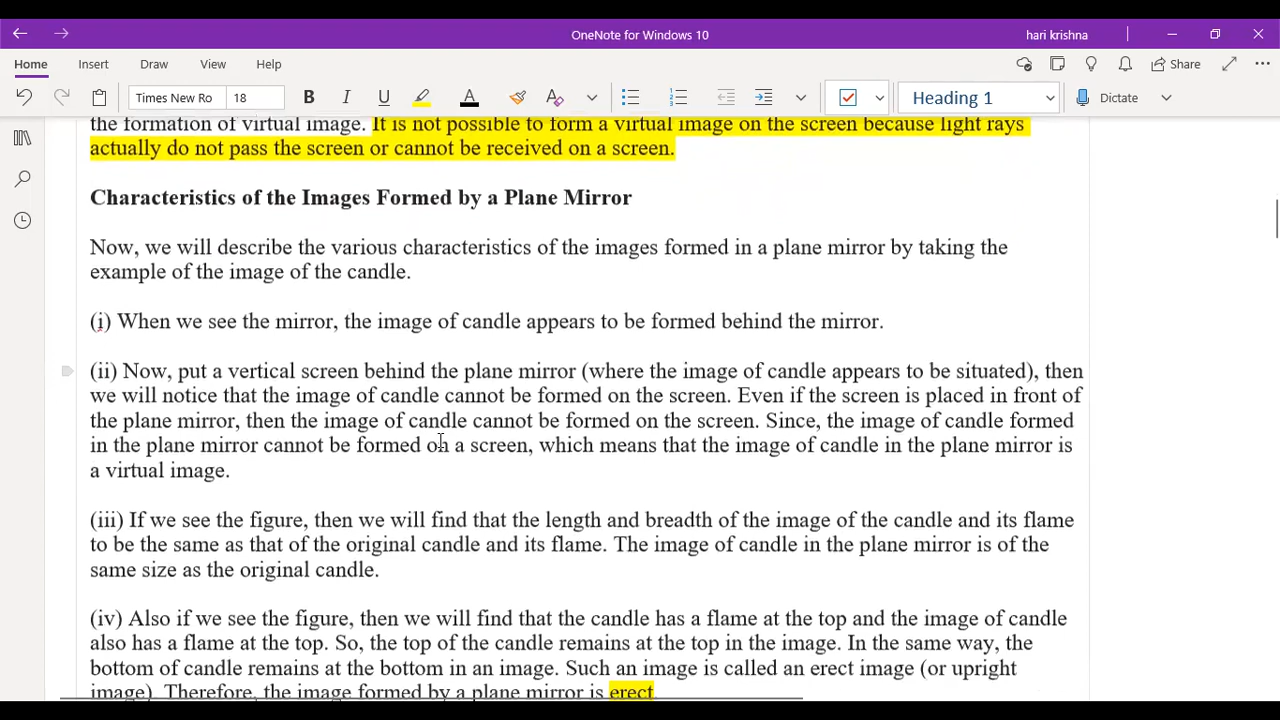 OneNote for Windows 10
hari krishna
Home Insert Draw View Help
Share
Times New Ro 18
B I U A
Heading 1
Dictate
the formation of virtual image. It is not possible to form a virtual image on the screen because light rays
actually do not pass the screen or cannot be received on a screen.
Characteristics of the Images Formed by a Plane Mirror
Now, we will describe the various characteristics of the images formed in a plane mirror by taking the
example of the image of the candle.
(i) When we see the mirror, the image of candle appears to be formed behind the mirror.
(ii) Now, put a vertical screen behind the plane mirror (where the image of candle appears to be situated), then
we will notice that the image of candle cannot be formed on the screen. Even if the screen is placed in front of
the plane mirror, then the image of candle cannot be formed on the screen. Since, the image of candle formed
in the plane mirror cannot be formed on a screen, which means that the image of candle in the plane mirror is
a virtual image.
(iii) If we see the figure, then we will find that the length and breadth of the image of the candle and its flame
to be the same as that of the original candle and its flame. The image of candle in the plane mirror is of the
same size as the original candle.
(iv) Also if we see the figure, then we will find that the candle has a flame at the top and the image of candle
also has a flame at the top. So, the top of the candle remains at the top in the image. In the same way, the
bottom of candle remains at the bottom in an image. Such an image is called an erect image (or upright
image). Therefore, the image formed by a plane mirror is erect